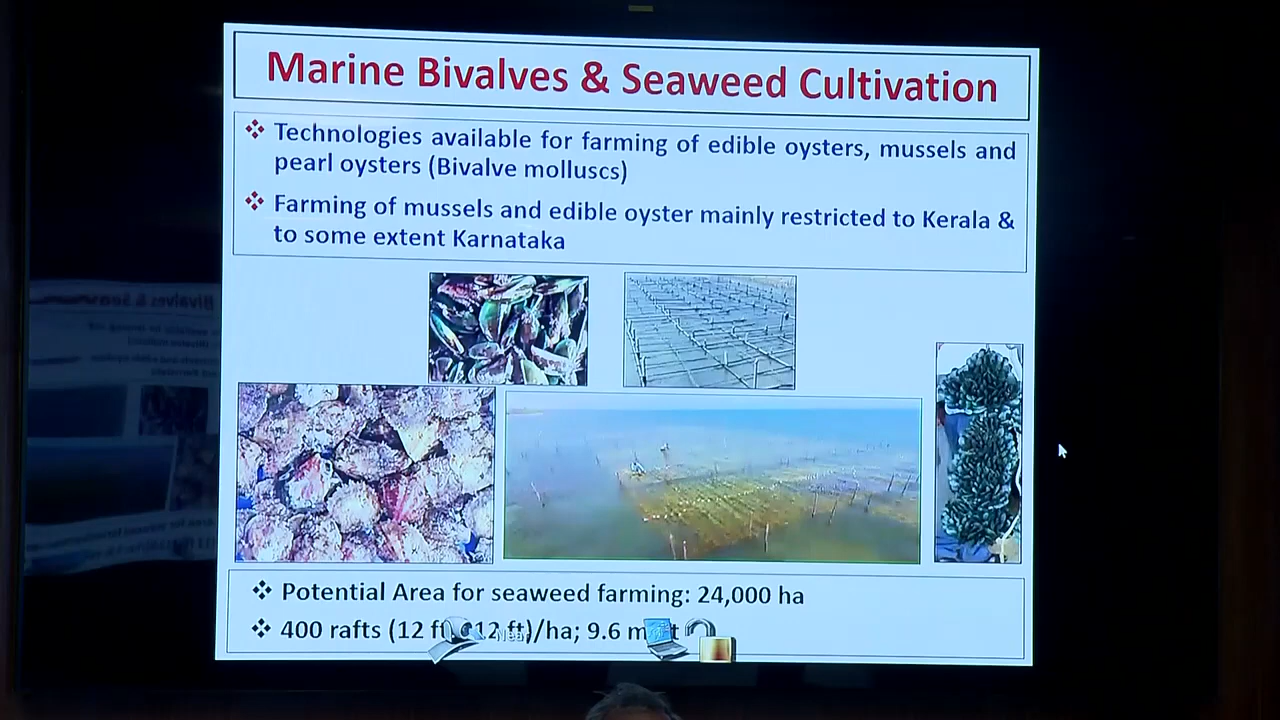 Marine Bivalves & Seaweed Cultivation
❖ Technologies available for farming of edible oysters, mussels and
pearl oysters (Bivalve molluscs)
❖ Farming of mussels and edible oyster mainly restricted to Kerala &
to some extent Karnataka
❖ Potential Area for seaweed farming: 24,000 ha
❖ 400 rafts (12 ft 12 ft)/ha; 9.6 m t